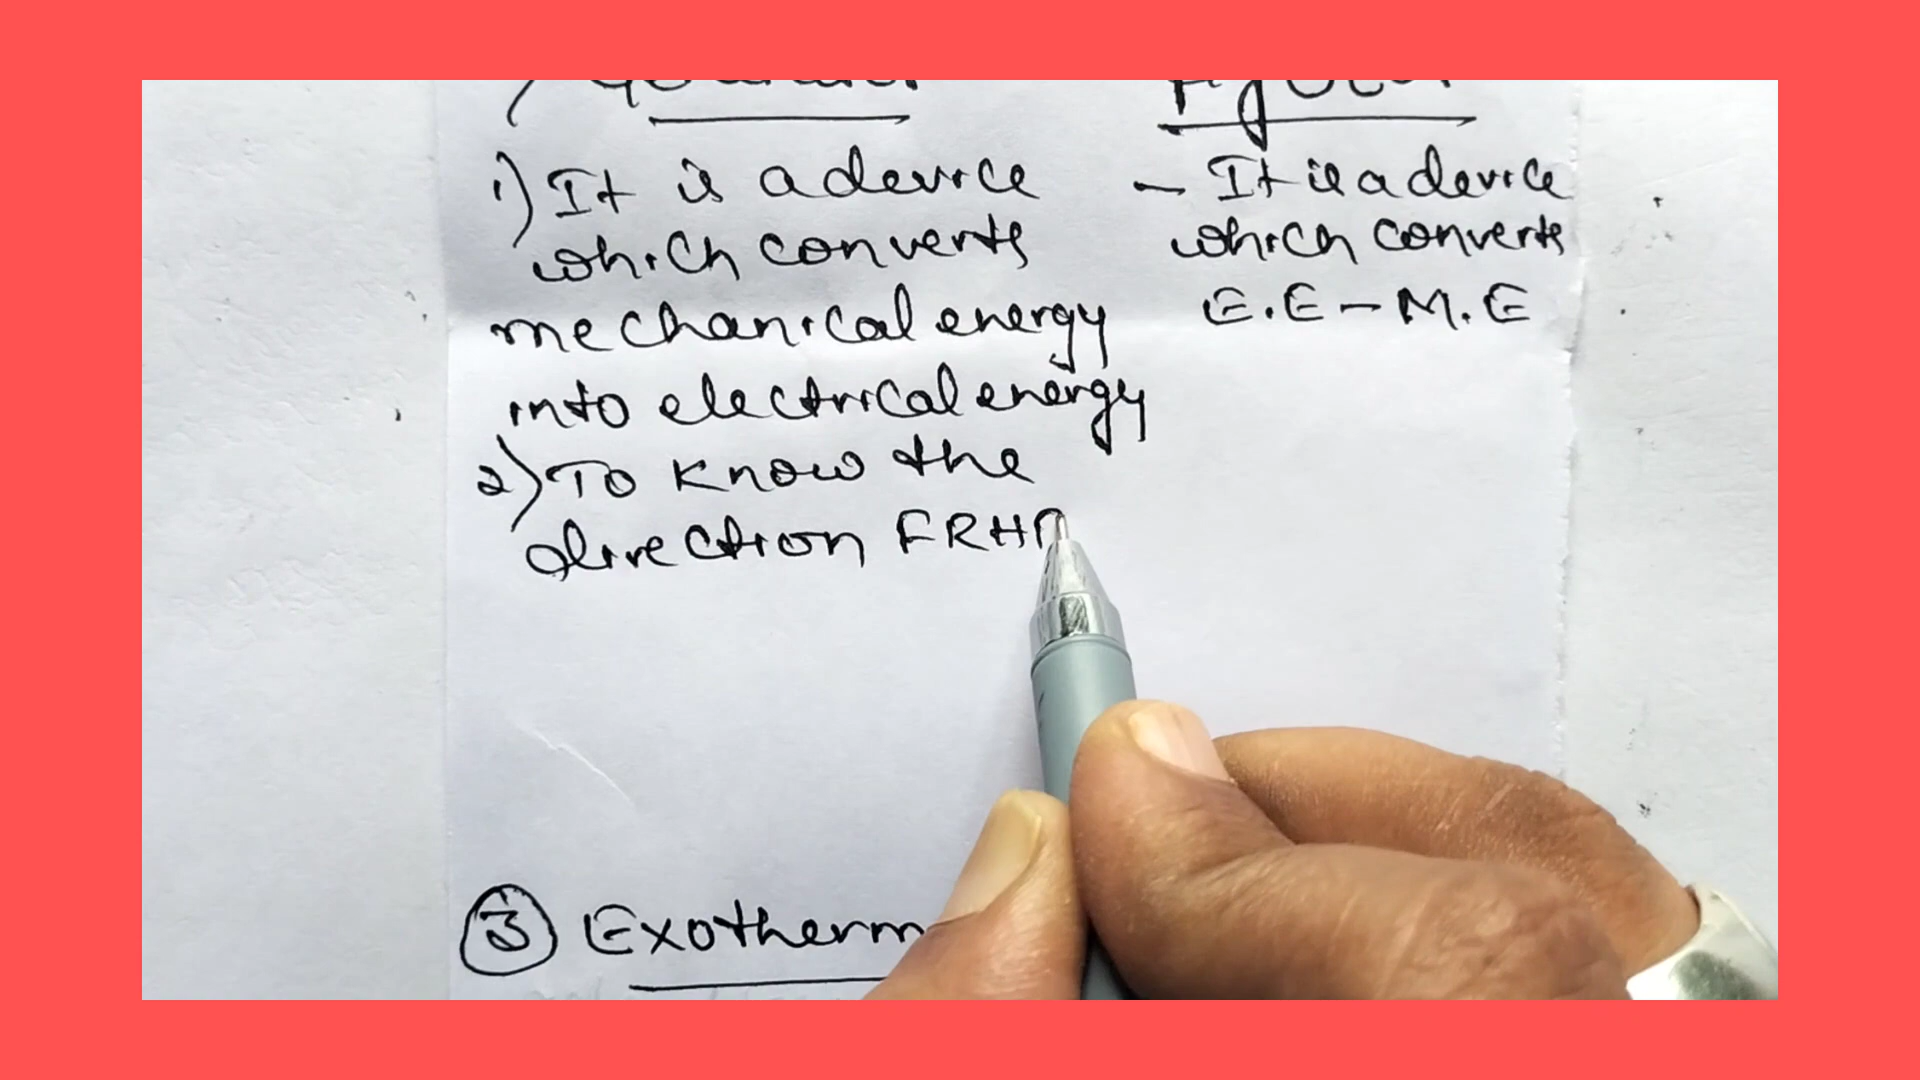 1) It is a device
which converts
mechanical energy
into electrical energy
2) To know the
direction FRH
- It is a device
which converts
E.E - M.E
3 Exotherm